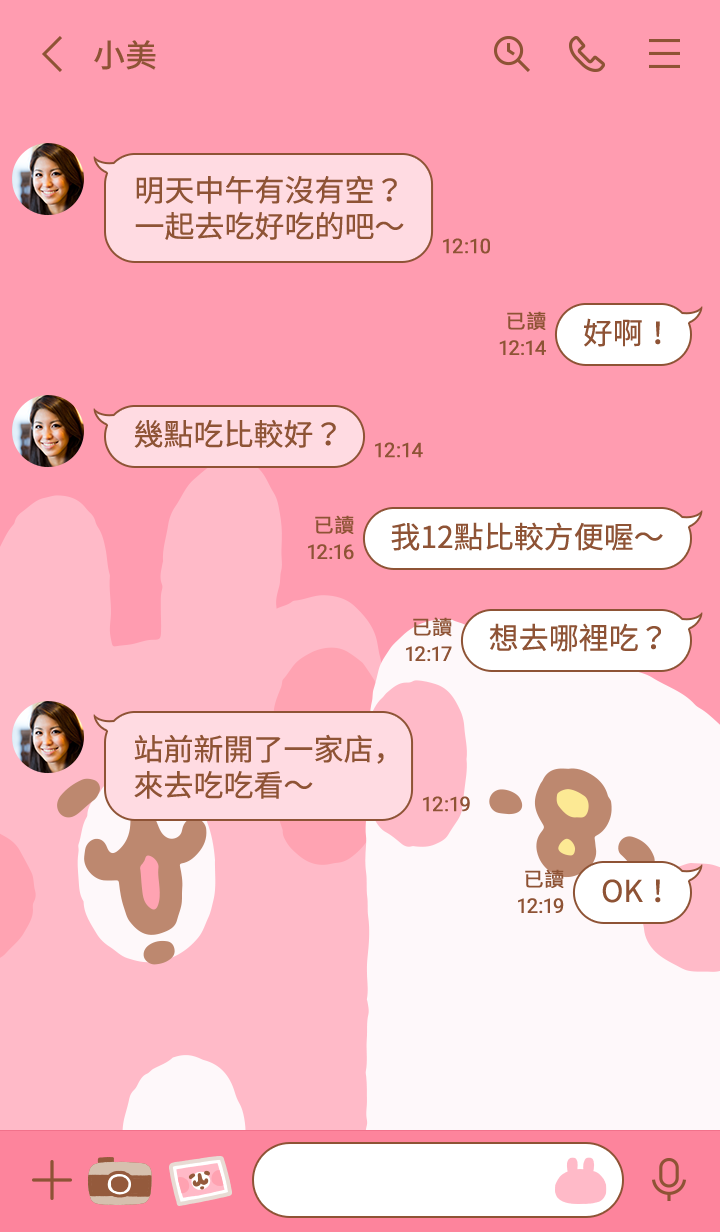 小美
明天中午有沒有空？
一起去吃好吃的吧～
12:10
已讀
12:14
好啊！
幾點吃比較好？
12:14
已讀
12:16
我12點比較方便喔～
已讀
12:17
想去哪裡吃？
站前新開了一家店，
來去吃吃看～
12:19
已讀
12:19
OK！